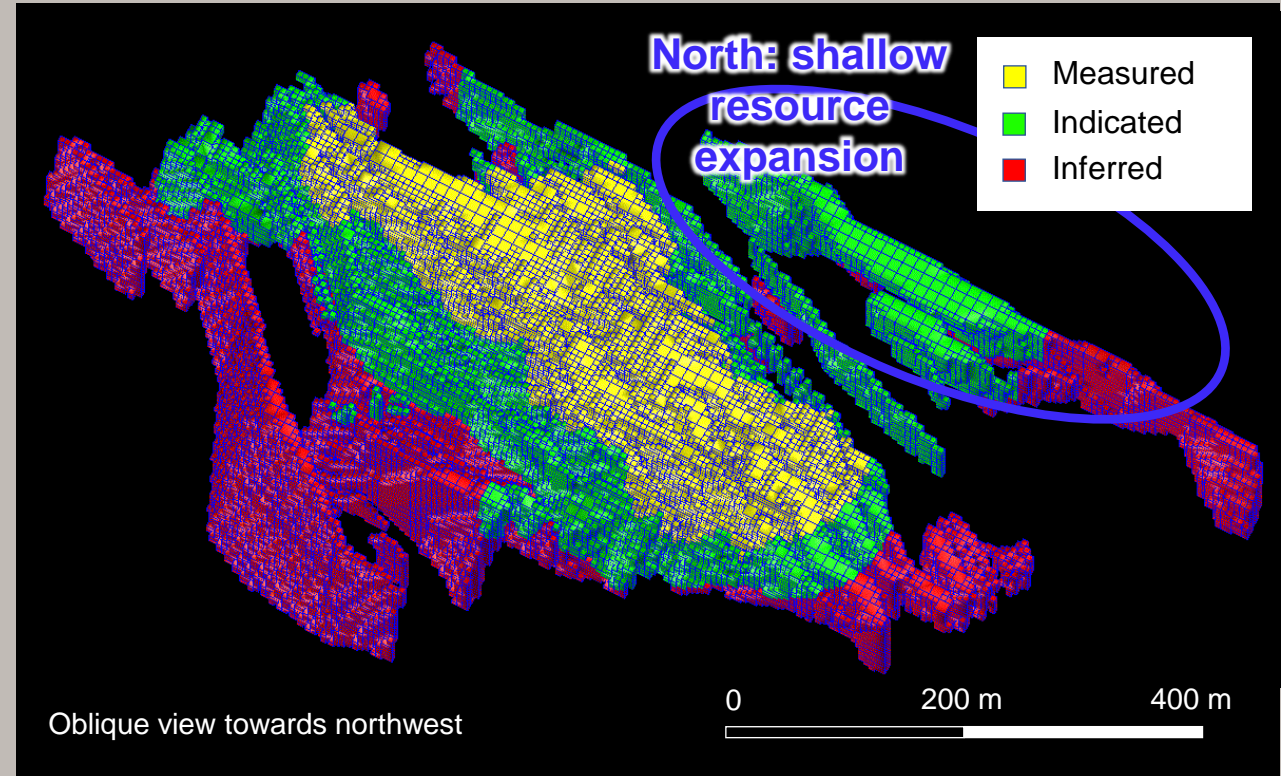 North: shallow
resource
expansion
Measured
Indicated
Inferred
Oblique view towards northwest
0 200 m 400 m